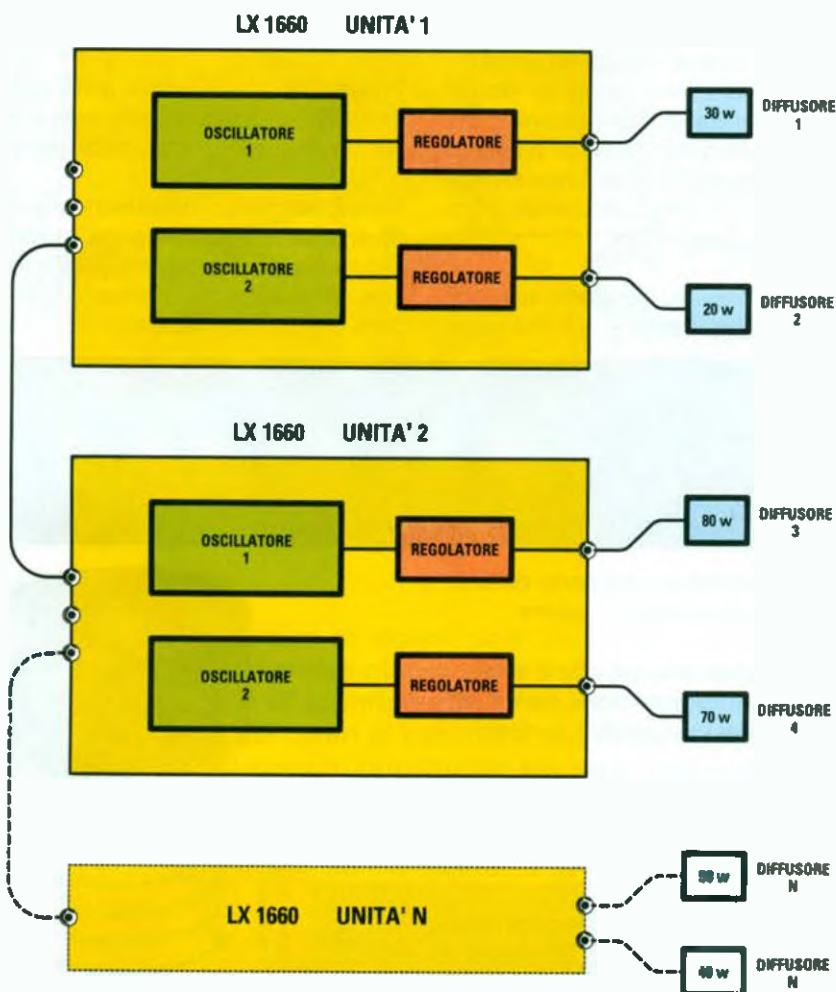 LX 1660 UNITA' 1
OSCILLATORE
1
REGOLATORE
30 w
DIFFUSORE
1
OSCILLATORE
2
REGOLATORE
20 w
DIFFUSORE
2
LX 1660 UNITA' 2
OSCILLATORE
1
REGOLATORE
80 w
DIFFUSORE
3
OSCILLATORE
2
REGOLATORE
70 w
DIFFUSORE
4
LX 1660 UNITA' N
w
DIFFUSORE
N
40 w
DIFFUSORE
N